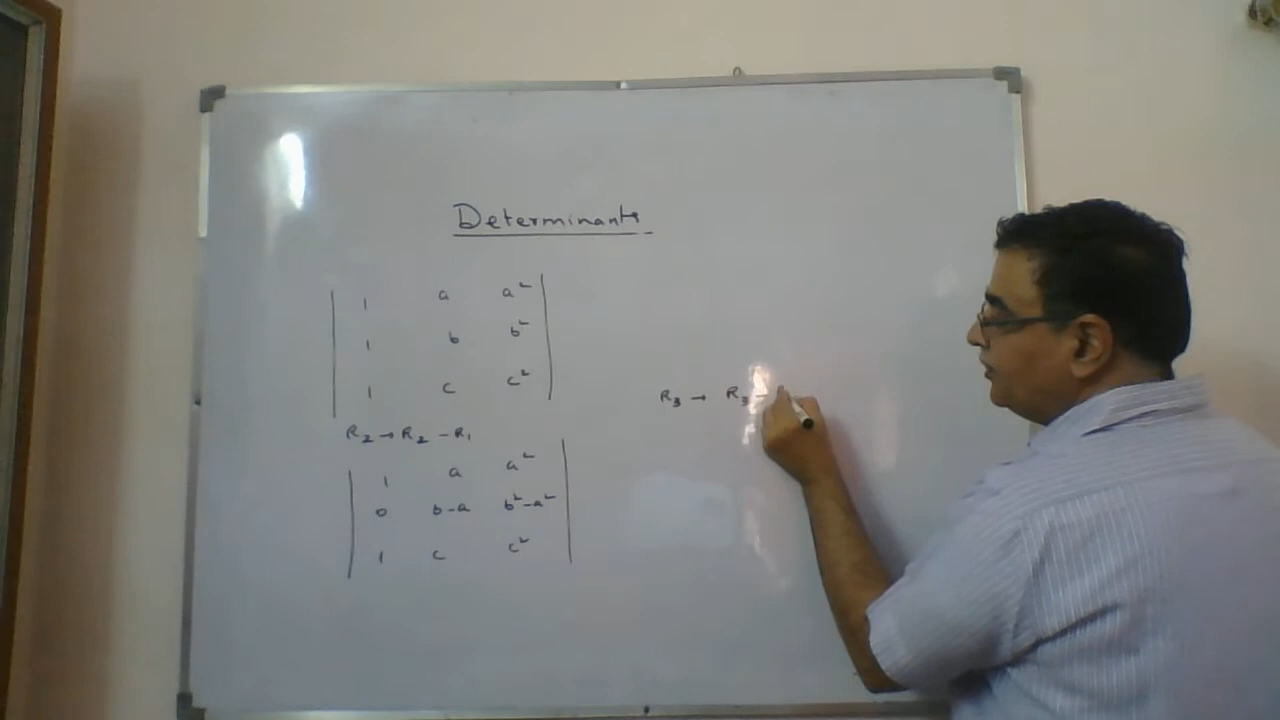 Determinants
1 a a²
1 b b²
1 c c²
R₂ → R₂ - R₁
1 a a²
0 b-a b²-a²
1 c c²
R₃ → R₃ -